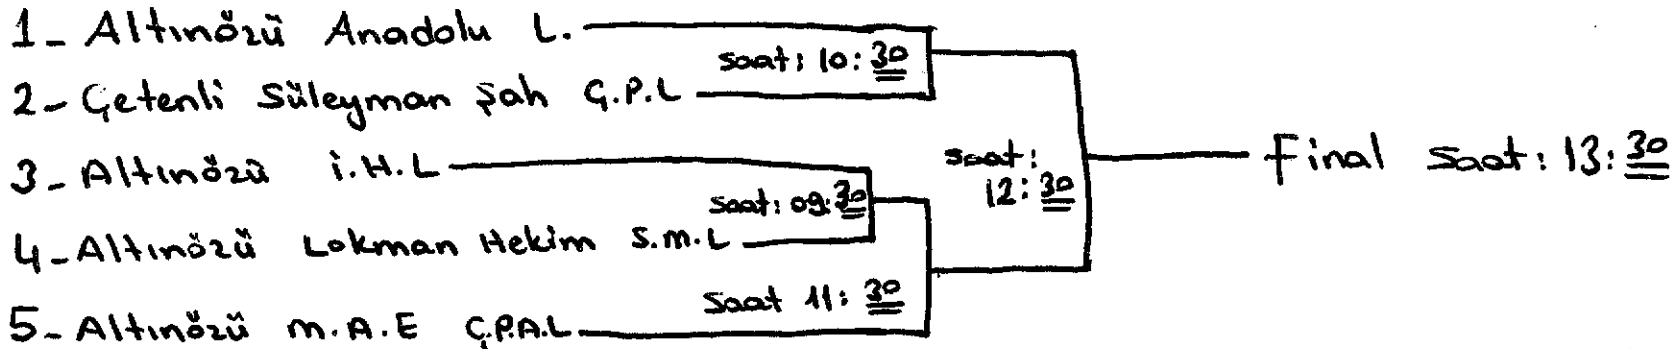 1- Altınözü Anadolu L.
saat: 10:30
2- Çetenli Süleyman Şah Ç.P.L
3- Altınözü i.H.L
saat: 09:30
saat: 12:30
Final saat: 13:30
4- Altınözü Lokman Hekim S.M.L
saat 11:30
5- Altınözü M.A.E Ç.P.A.L